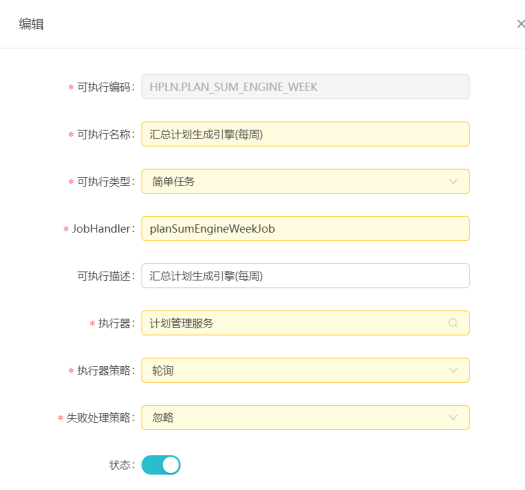 编辑
* 可执行编码: HPLN.PLAN_SUM_ENGINE_WEEK
* 可执行名称: 汇总计划生成引擎(每周)
* 可执行类型: 简单任务
* JobHandler: planSumEngineWeekJob
可执行描述: 汇总计划生成引擎(每周)
* 执行器: 计划管理服务
* 执行器策略: 轮询
* 失败处理策略: 忽略
状态: